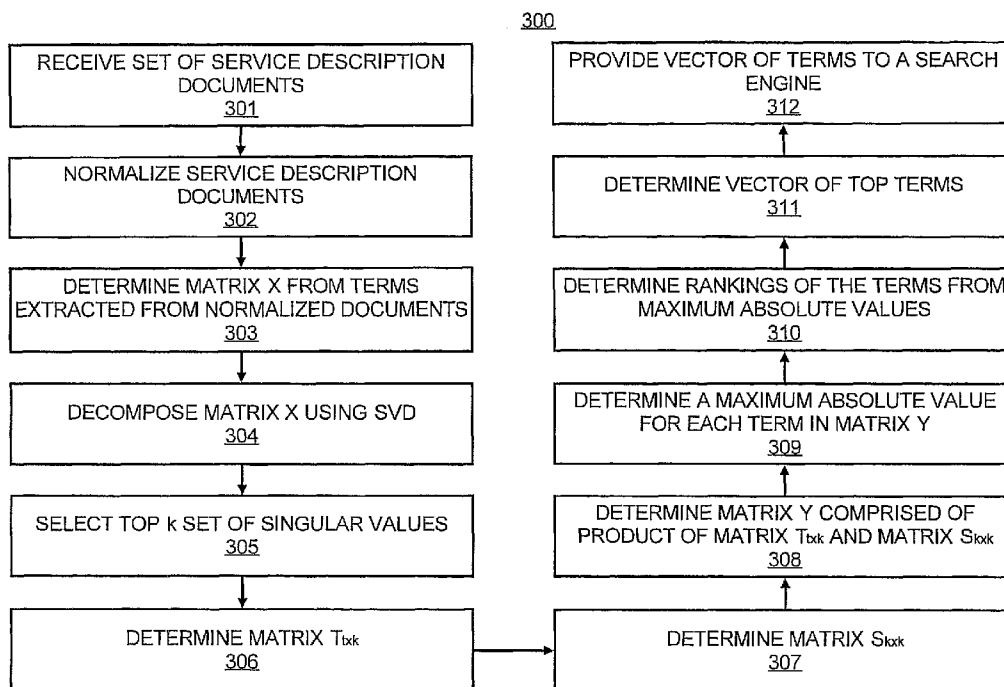 300
RECEIVE SET OF SERVICE DESCRIPTION
DOCUMENTS
301
NORMALIZE SERVICE DESCRIPTION
DOCUMENTS
302
DETERMINE MATRIX X FROM TERMS
EXTRACTED FROM NORMALIZED DOCUMENTS
303
DECOMPOSE MATRIX X USING SVD
304
SELECT TOP k SET OF SINGULAR VALUES
305
DETERMINE MATRIX Ttxk
306
DETERMINE MATRIX Skxk
307
DETERMINE MATRIX Y COMPRISED OF
PRODUCT OF MATRIX Ttxk AND MATRIX Skxk
308
DETERMINE A MAXIMUM ABSOLUTE VALUE
FOR EACH TERM IN MATRIX Y
309
DETERMINE RANKINGS OF THE TERMS FROM
MAXIMUM ABSOLUTE VALUES
310
DETERMINE VECTOR OF TOP TERMS
311
PROVIDE VECTOR OF TERMS TO A SEARCH
ENGINE
312